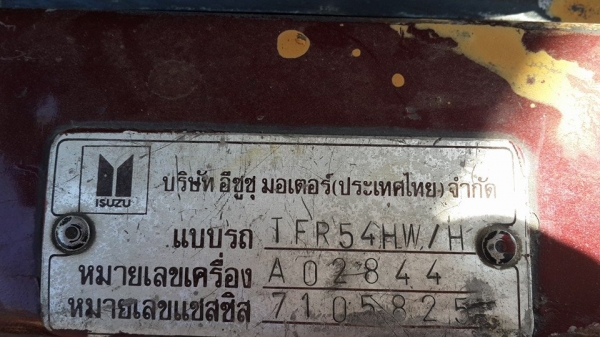 ISUZU
บริษัท อีซูซุ มอเตอร์(ประเทศไทย)จำกัด
แบบรถ TFR54HW/H
หมายเลขเครื่อง A02844
หมายเลขแชสซิส 7105825